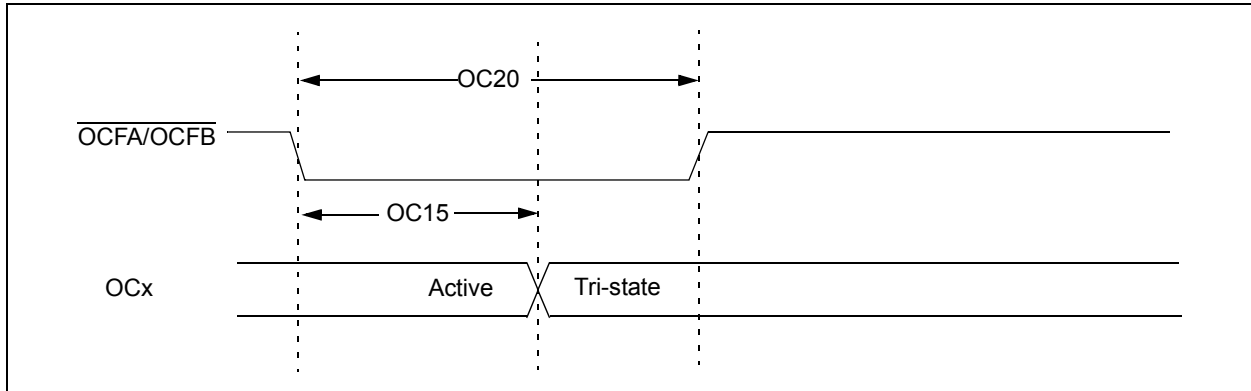 OC20
OCFA/OCFB
OC15
OCx
Active
Tri-state